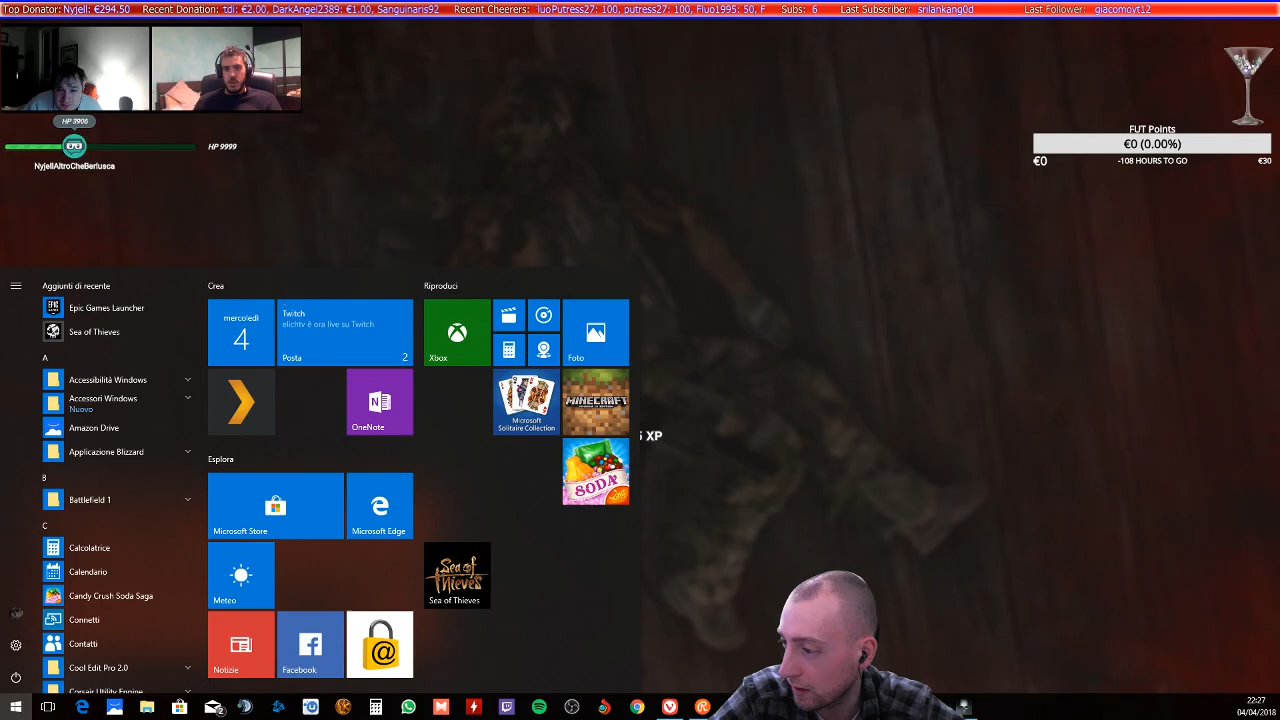 Top Donator: Nyjell: €294.50 Recent Donation: tdi: €2.00, DarkAngel2389: €1.00, Sanguinaris92 Recent Cheerers: luoPutress27: 100, putress27: 100, Fluo1995: 50, F Subs: 6 Last Subscriber: srilankang0d Last Follower: giacomoyt12
HP 3906
HP 9999
NyjellAltroCheBerlusca
FUT Points
€0 (0.00%)
€0 -108 HOURS TO GO €30
Aggiunti di recente
Epic Games Launcher
Sea of Thieves
A
Accessibilità Windows
Accessori Windows
Nuovo
Amazon Drive
Applicazione Blizzard
B
Battlefield 1
C
Calcolatrice
Calendario
Candy Crush Soda Saga
Connetti
Contatti
Cool Edit Pro 2.0
Corsair Utility Engine
Crea
mercoledì
4
Twitch
elichtv è ora live su Twitch
Posta 2
OneNote
Esplora
Microsoft Store
Microsoft Edge
Meteo
Notizie
Facebook
Riproduci
Xbox
Foto
Microsoft
Solitaire Collection
MINECRAFT
SODA
Sea of Thieves
Sea of Thieves
XP
22:27
04/04/2018